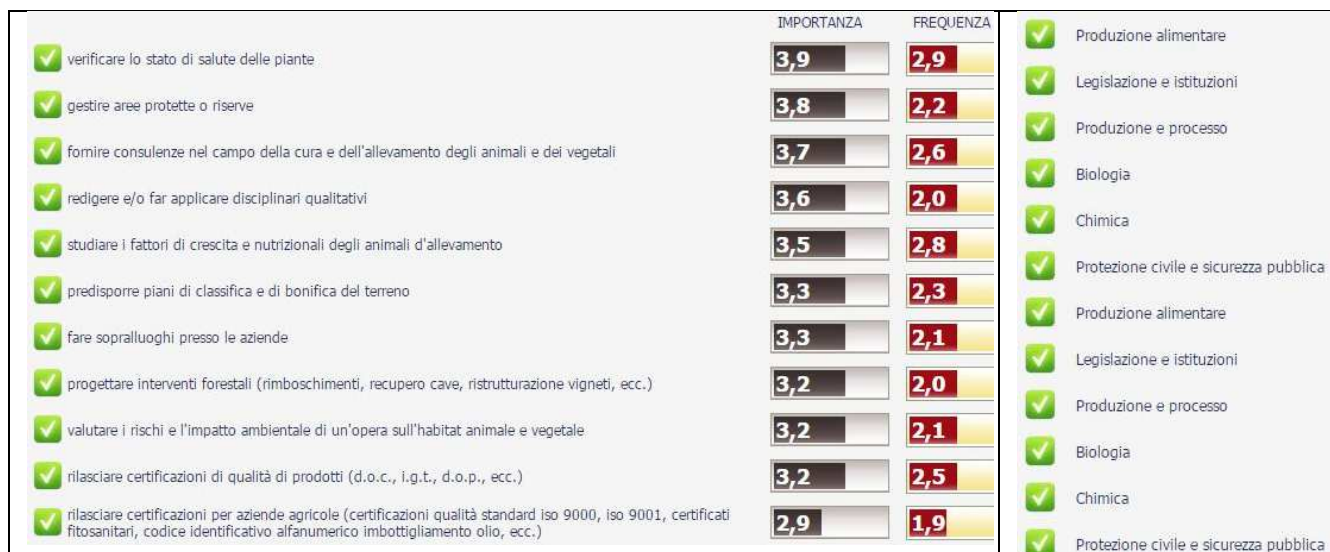 IMPORTANZA FREQUENZA
verificare lo stato di salute delle piante 3,9 2,9
gestire aree protette o riserve 3,8 2,2
fornire consulenze nel campo della cura e dell'allevamento degli animali e dei vegetali 3,7 2,6
redigere e/o far applicare disciplinari qualitativi 3,6 2,0
studiare i fattori di crescita e nutrizionali degli animali d'allevamento 3,5 2,8
predisporre piani di classifica e di bonifica del terreno 3,3 2,3
fare sopralluoghi presso le aziende 3,3 2,1
progettare interventi forestali (rimboschimenti, recupero cave, ristrutturazione vigneti, ecc.) 3,2 2,0
valutare i rischi e l'impatto ambientale di un'opera sull'habitat animale e vegetale 3,2 2,1
rilasciare certificazioni di qualità di prodotti (d.o.c., i.g.t., d.o.p., ecc.) 3,2 2,5
rilasciare certificazioni per aziende agricole (certificazioni qualità standard iso 9000, iso 9001, certificati
fitosanitari, codice identificativo alfanumerico imbottigliamento olio, ecc.) 2,9 1,9
Produzione alimentare
Legislazione e istituzioni
Produzione e processo
Biologia
Chimica
Protezione civile e sicurezza pubblica
Produzione alimentare
Legislazione e istituzioni
Produzione e processo
Biologia
Chimica
Protezione civile e sicurezza pubblica